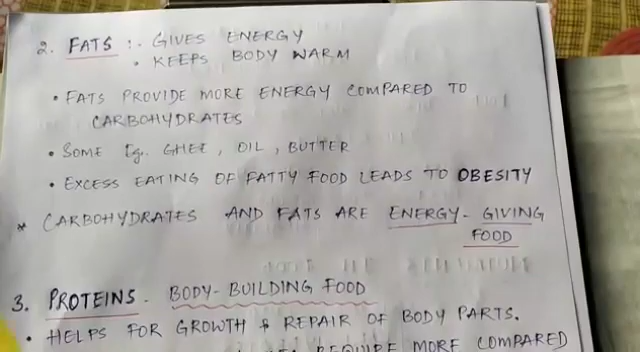 2. FATS :. GIVES ENERGY
• KEEPS BODY WARM
• FATS PROVIDE MORE ENERGY COMPARED TO
CARBOHYDRATES
• SOME Eg. GHEE, OIL, BUTTER
• EXCESS EATING OF FATTY FOOD LEADS TO OBESITY
* CARBOHYDRATES AND FATS ARE ENERGY-GIVING
FOOD
3. PROTEINS - BODY-BUILDING FOOD
• HELPS FOR GROWTH & REPAIR OF BODY PARTS.
REQUIRE MORE COMPARED